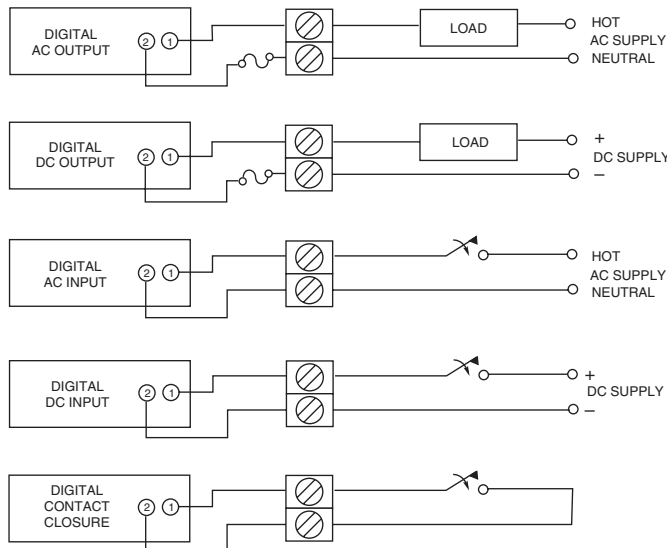 DIGITAL
AC OUTPUT
2 1
LOAD
HOT
AC SUPPLY
NEUTRAL
DIGITAL
DC OUTPUT
2 1
LOAD
+
DC SUPPLY
–
DIGITAL
AC INPUT
2 1
HOT
AC SUPPLY
NEUTRAL
DIGITAL
DC INPUT
2 1
+
DC SUPPLY
–
DIGITAL
CONTACT
CLOSURE
2 1